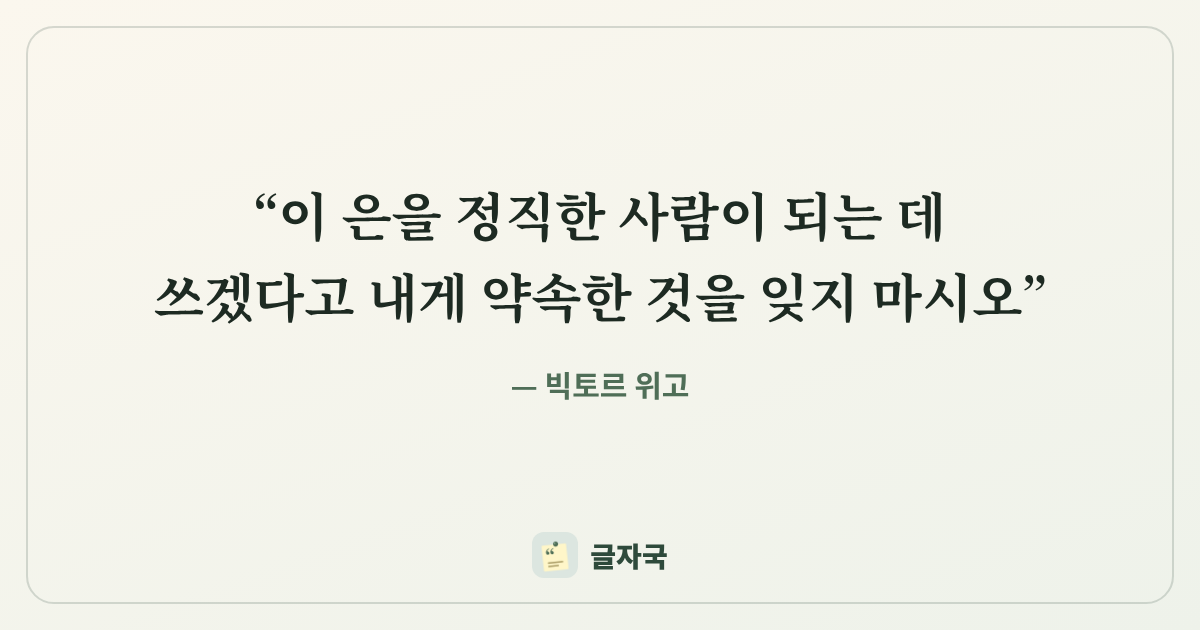 “이 은을 정직한 사람이 되는 데
쓰겠다고 내게 약속한 것을 잊지 마시오”
— 빅토르 위고
글자국